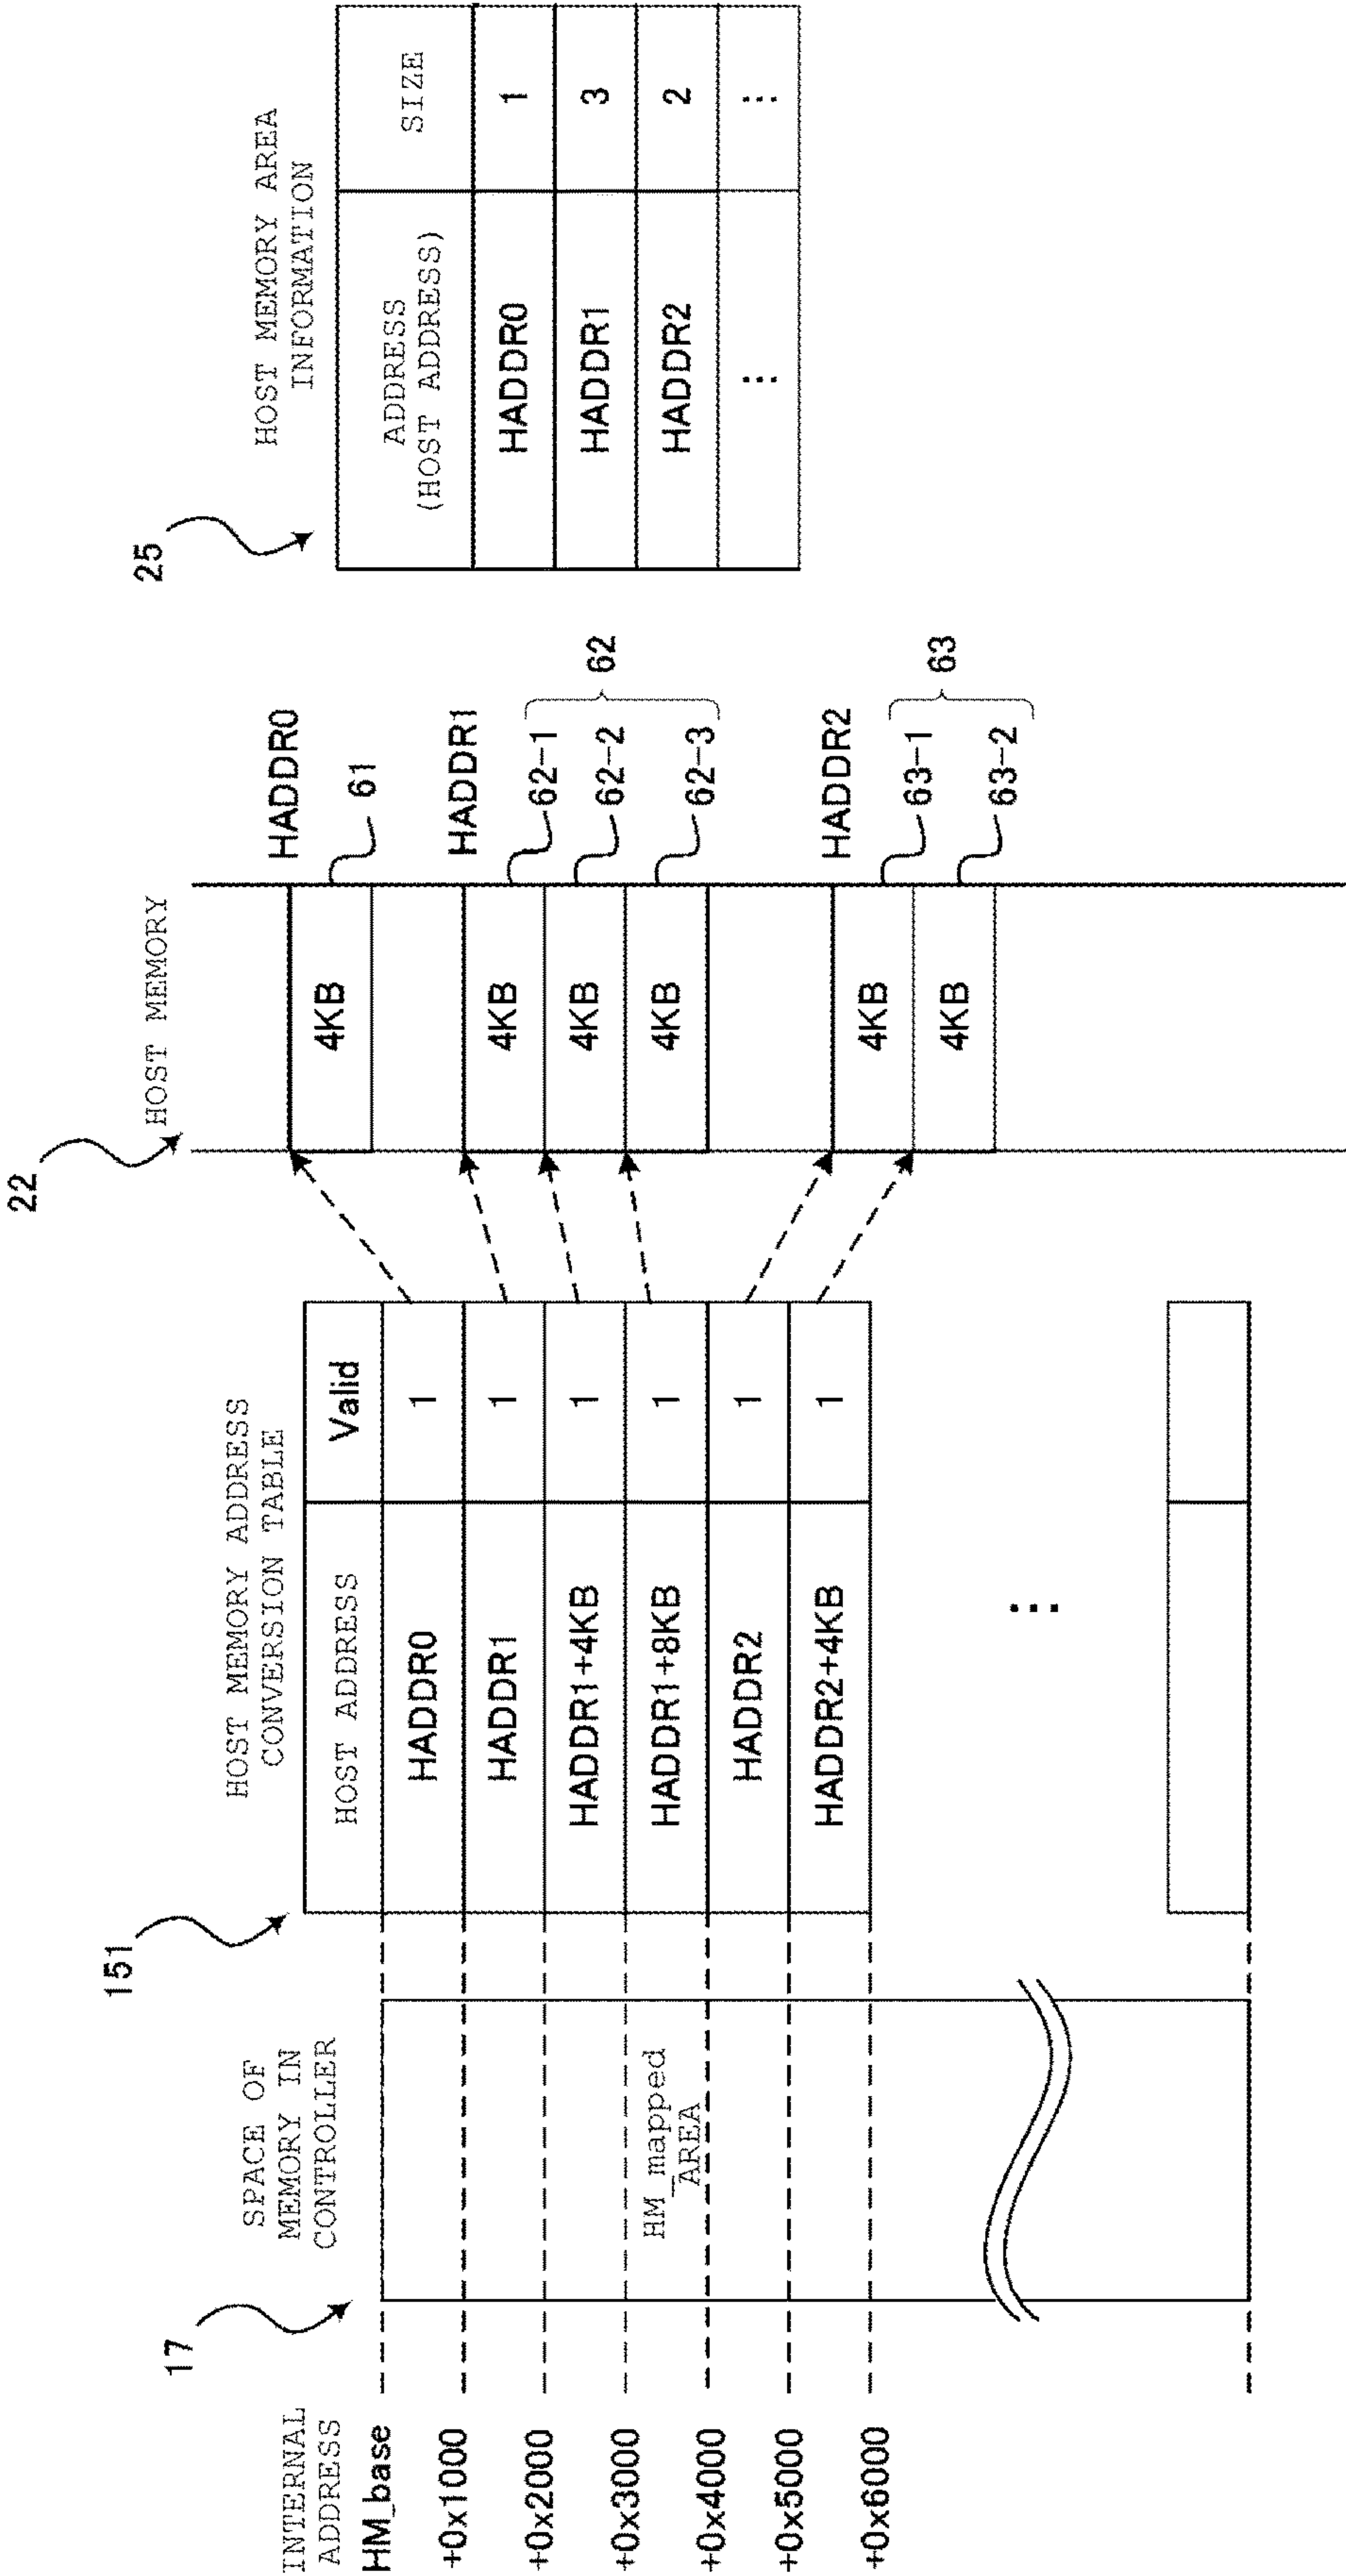 INTERNAL
ADDRESS
HM_base
+0x1000
+0x2000
+0x3000
+0x4000
+0x5000
+0x6000
17
SPACE OF
MEMORY IN
CONTROLLER
HM_mapped
AREA
151
HOST MEMORY ADDRESS
CONVERSION TABLE
HOST ADDRESS Valid
HADDR0 1
HADDR1 1
HADDR1+4KB 1
HADDR1+8KB 1
HADDR2 1
HADDR2+4KB 1
...
22
HOST MEMORY
4KB
4KB
4KB
4KB
4KB
4KB
HADDR0
61
HADDR1
62-1
62-2
62-3
62
HADDR2
63-1
63-2
63
25
HOST MEMORY AREA
INFORMATION
ADDRESS
(HOST ADDRESS)
SIZE
HADDR0 1
HADDR1 3
HADDR2 2
... ...